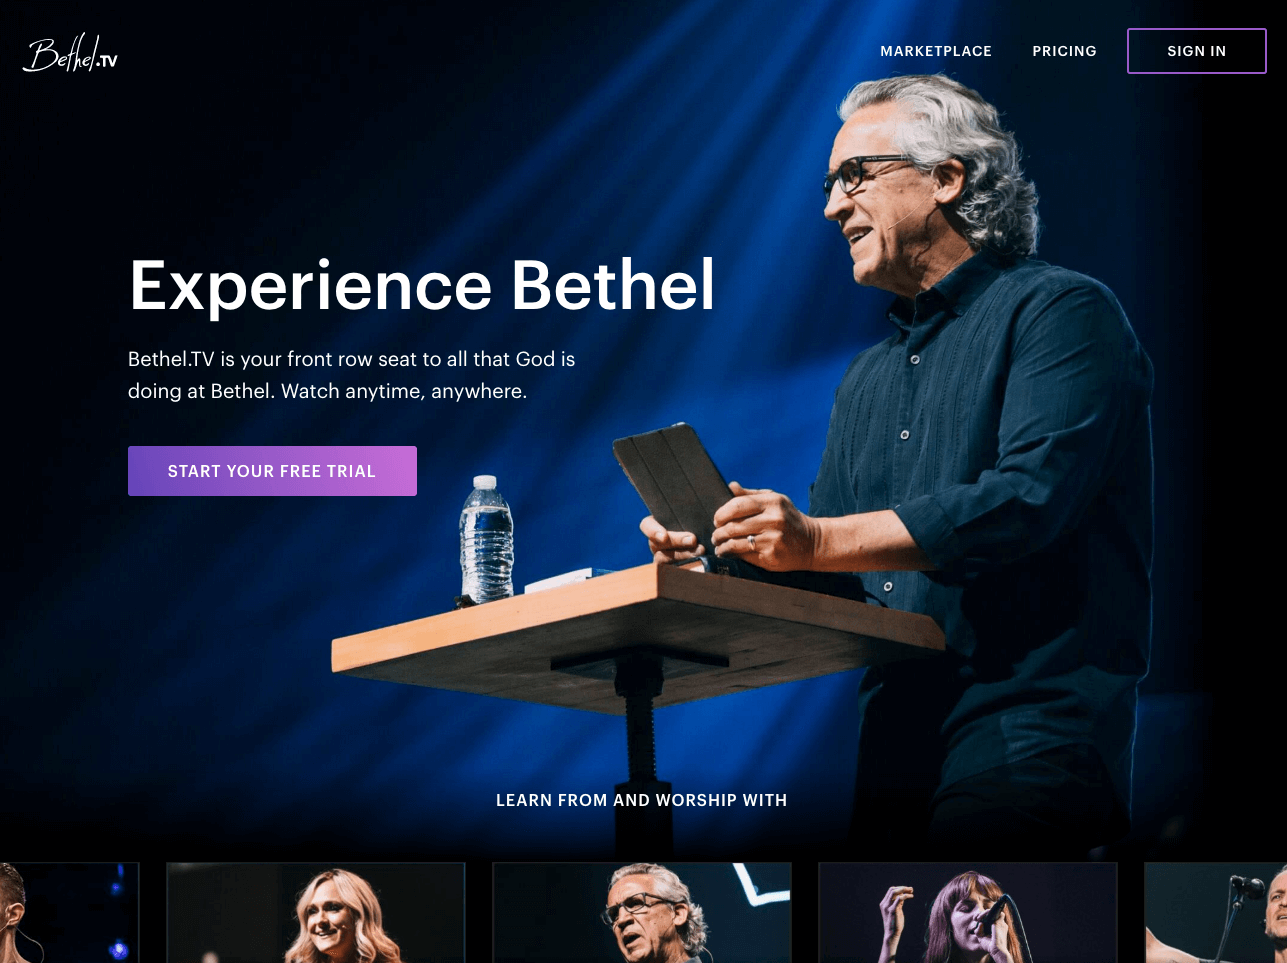 Bethel.TV
MARKETPLACE
PRICING
SIGN IN
Experience Bethel
Bethel.TV is your front row seat to all that God is
doing at Bethel. Watch anytime, anywhere.
START YOUR FREE TRIAL
LEARN FROM AND WORSHIP WITH